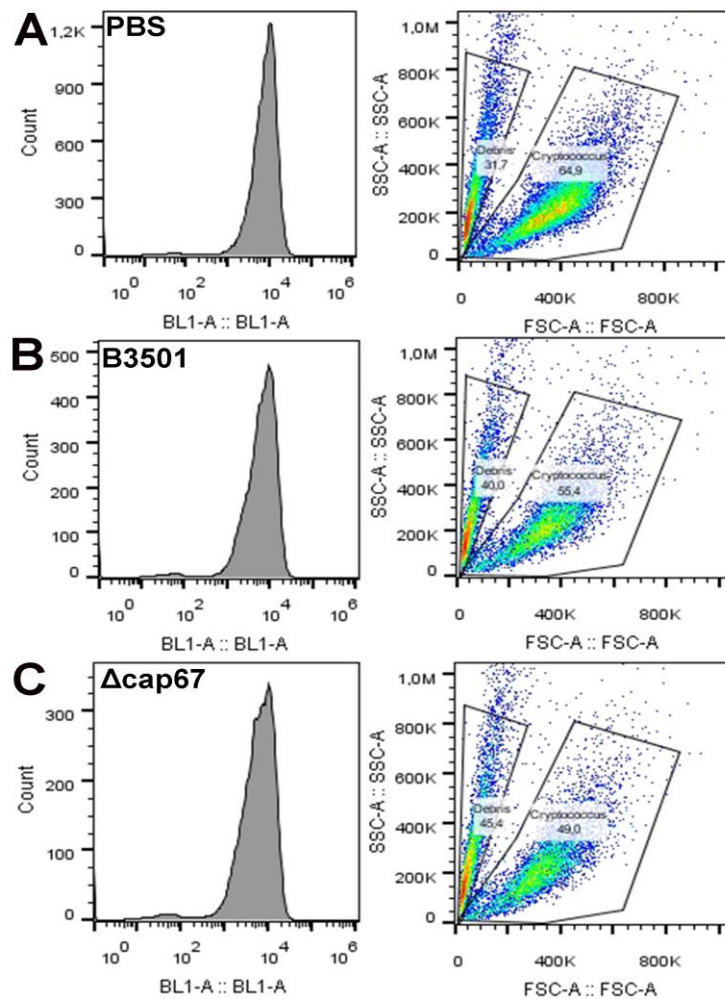 A
PBS
1,2K
900
600
300
0
Count
10^0 10^2 10^4 10^6
BL1-A :: BL1-A
1,0M
800K
600K
400K
200K
0
SSC-A :: SSC-A
Debris
31,7
Cryptococcus
64,9
0 400K 800K
FSC-A :: FSC-A
B
B3501
500
400
300
200
100
0
Count
10^0 10^2 10^4 10^6
BL1-A :: BL1-A
1,0M
800K
600K
400K
200K
0
SSC-A :: SSC-A
Debris
40,0
Cryptococcus
55,4
0 400K 800K
FSC-A :: FSC-A
C
Δcap67
300
200
100
0
Count
10^0 10^2 10^4 10^6
BL1-A :: BL1-A
1,0M
800K
600K
400K
200K
0
SSC-A :: SSC-A
Debris
45,4
Cryptococcus
49,0
0 400K 800K
FSC-A :: FSC-A